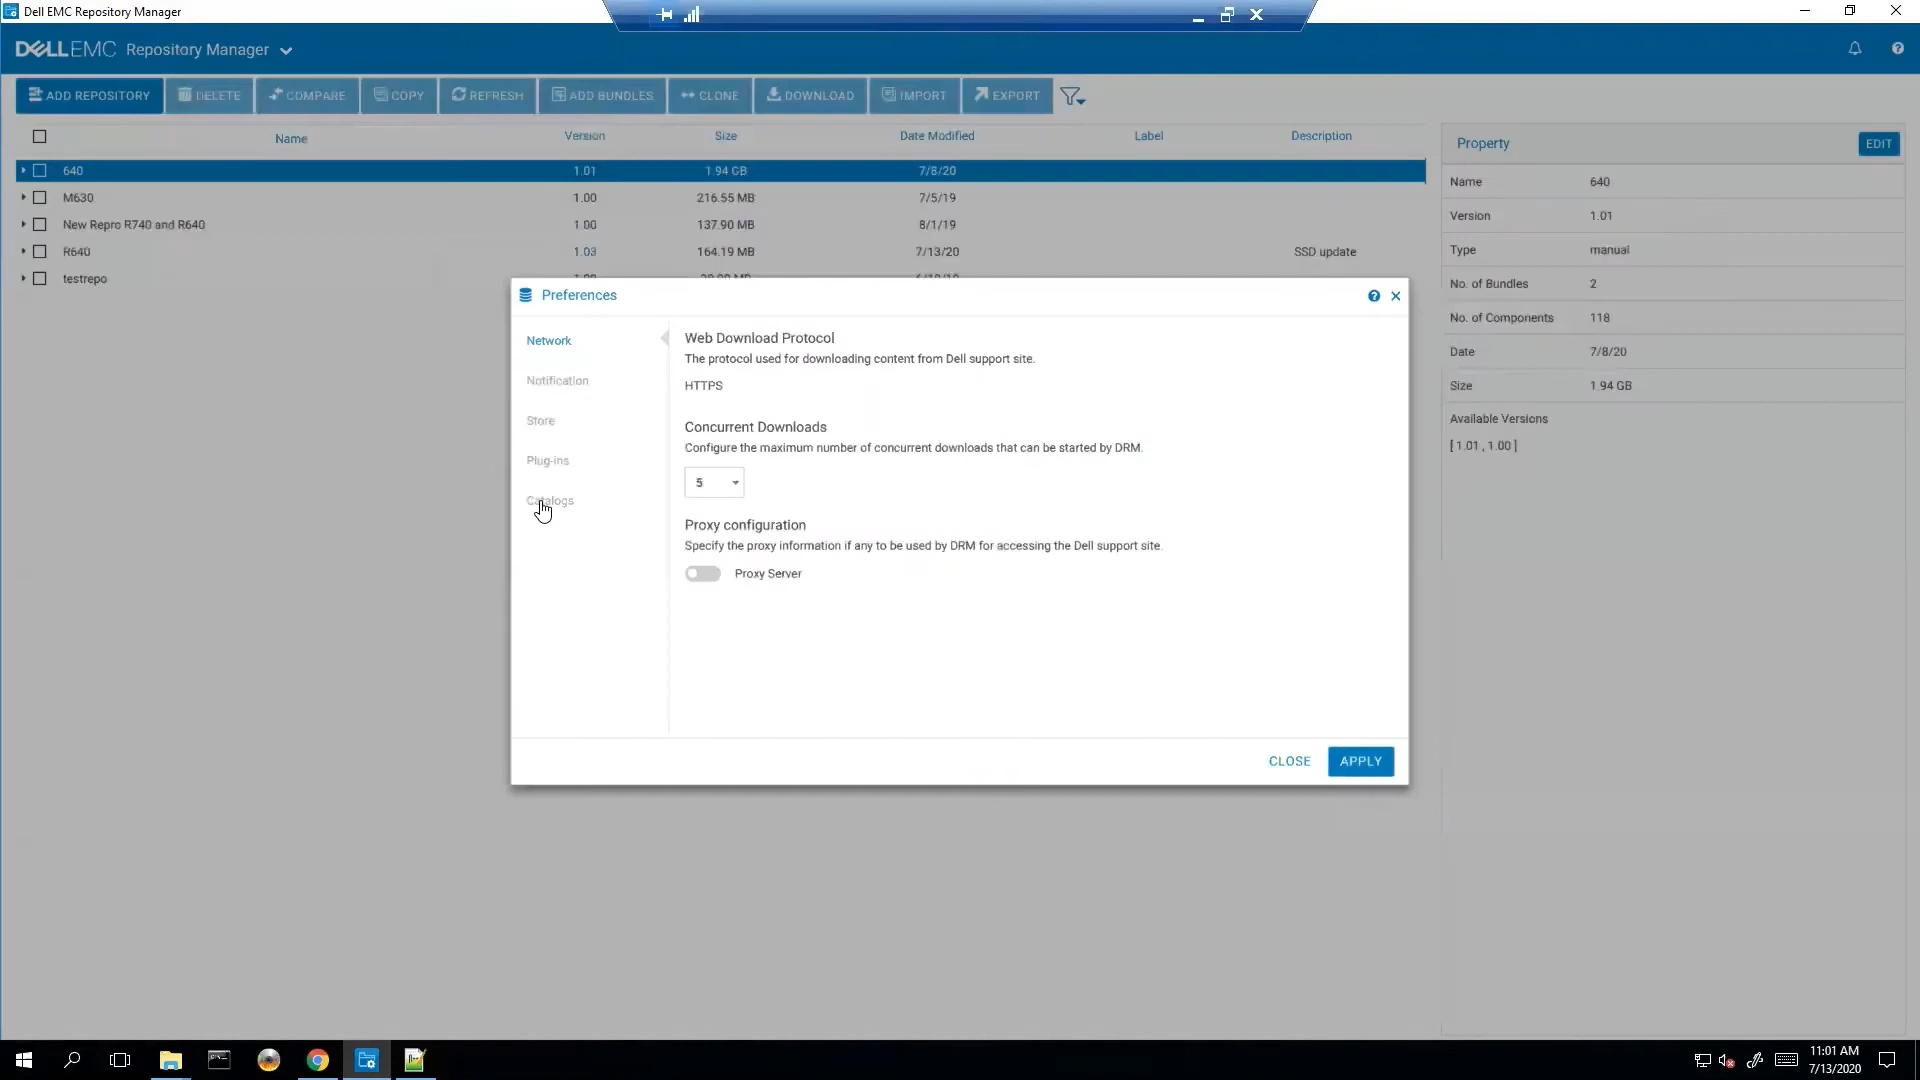 Dell EMC Repository Manager
DELLEMC Repository Manager
ADD REPOSITORY DELETE COMPARE COPY REFRESH ADD BUNDLES CLONE DOWNLOAD IMPORT EXPORT
Name Version Size Date Modified Label Description
640 1.01 1.94 GB 7/8/20
M630 1.00 216.55 MB 7/5/19
New Repro R740 and R640 1.00 137.90 MB 8/1/19
R640 1.03 164.19 MB 7/13/20 SSD update
testrepo
Property EDIT
Name 640
Version 1.01
Type manual
No. of Bundles 2
No. of Components 118
Date 7/8/20
Size 1.94 GB
Available Versions
[ 1.01 , 1.00 ]
Preferences
Network
Notification
Store
Plug-ins
Catalogs
Web Download Protocol
The protocol used for downloading content from Dell support site.
HTTPS
Concurrent Downloads
Configure the maximum number of concurrent downloads that can be started by DRM.
5
Proxy configuration
Specify the proxy information if any to be used by DRM for accessing the Dell support site.
Proxy Server
CLOSE APPLY
11:01 AM
7/13/2020